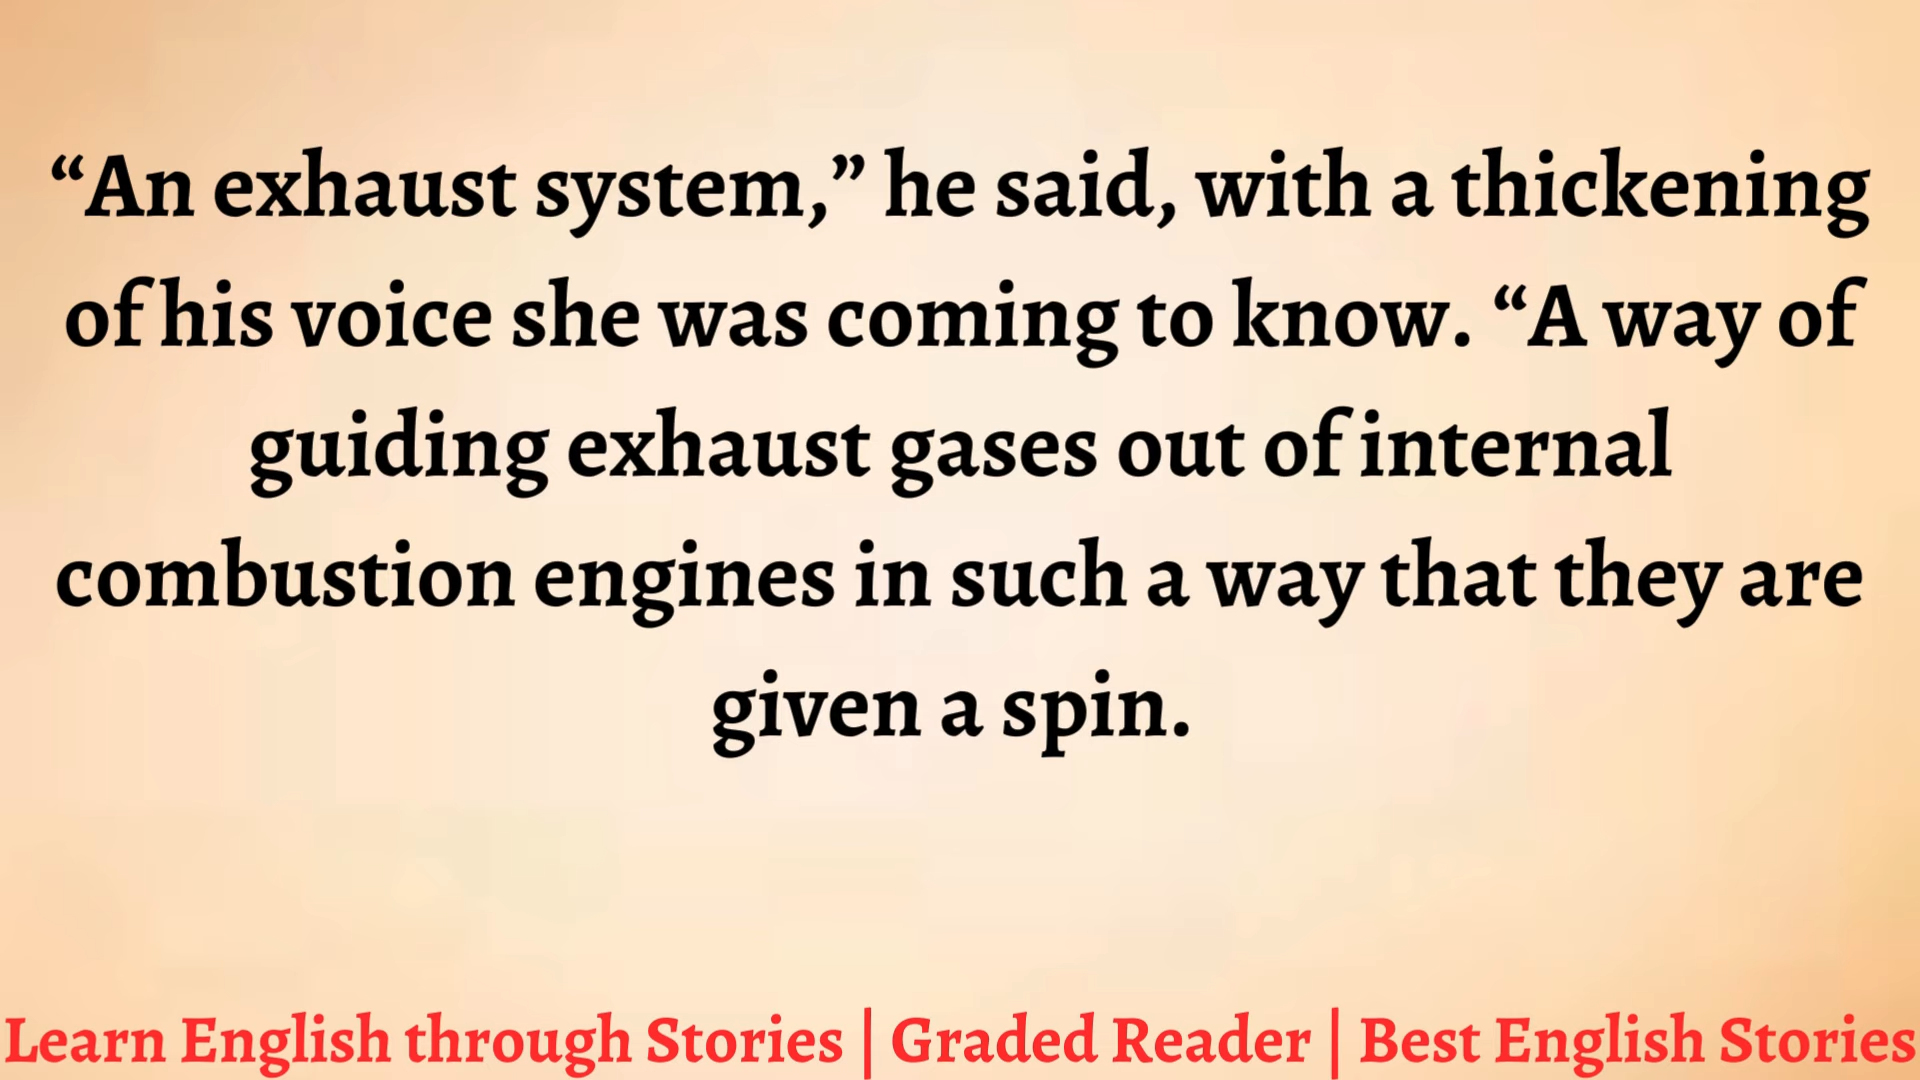 “An exhaust system,” he said, with a thickening
of his voice she was coming to know. “A way of
guiding exhaust gases out of internal
combustion engines in such a way that they are
given a spin.
Learn English through Stories | Graded Reader | Best English Stories